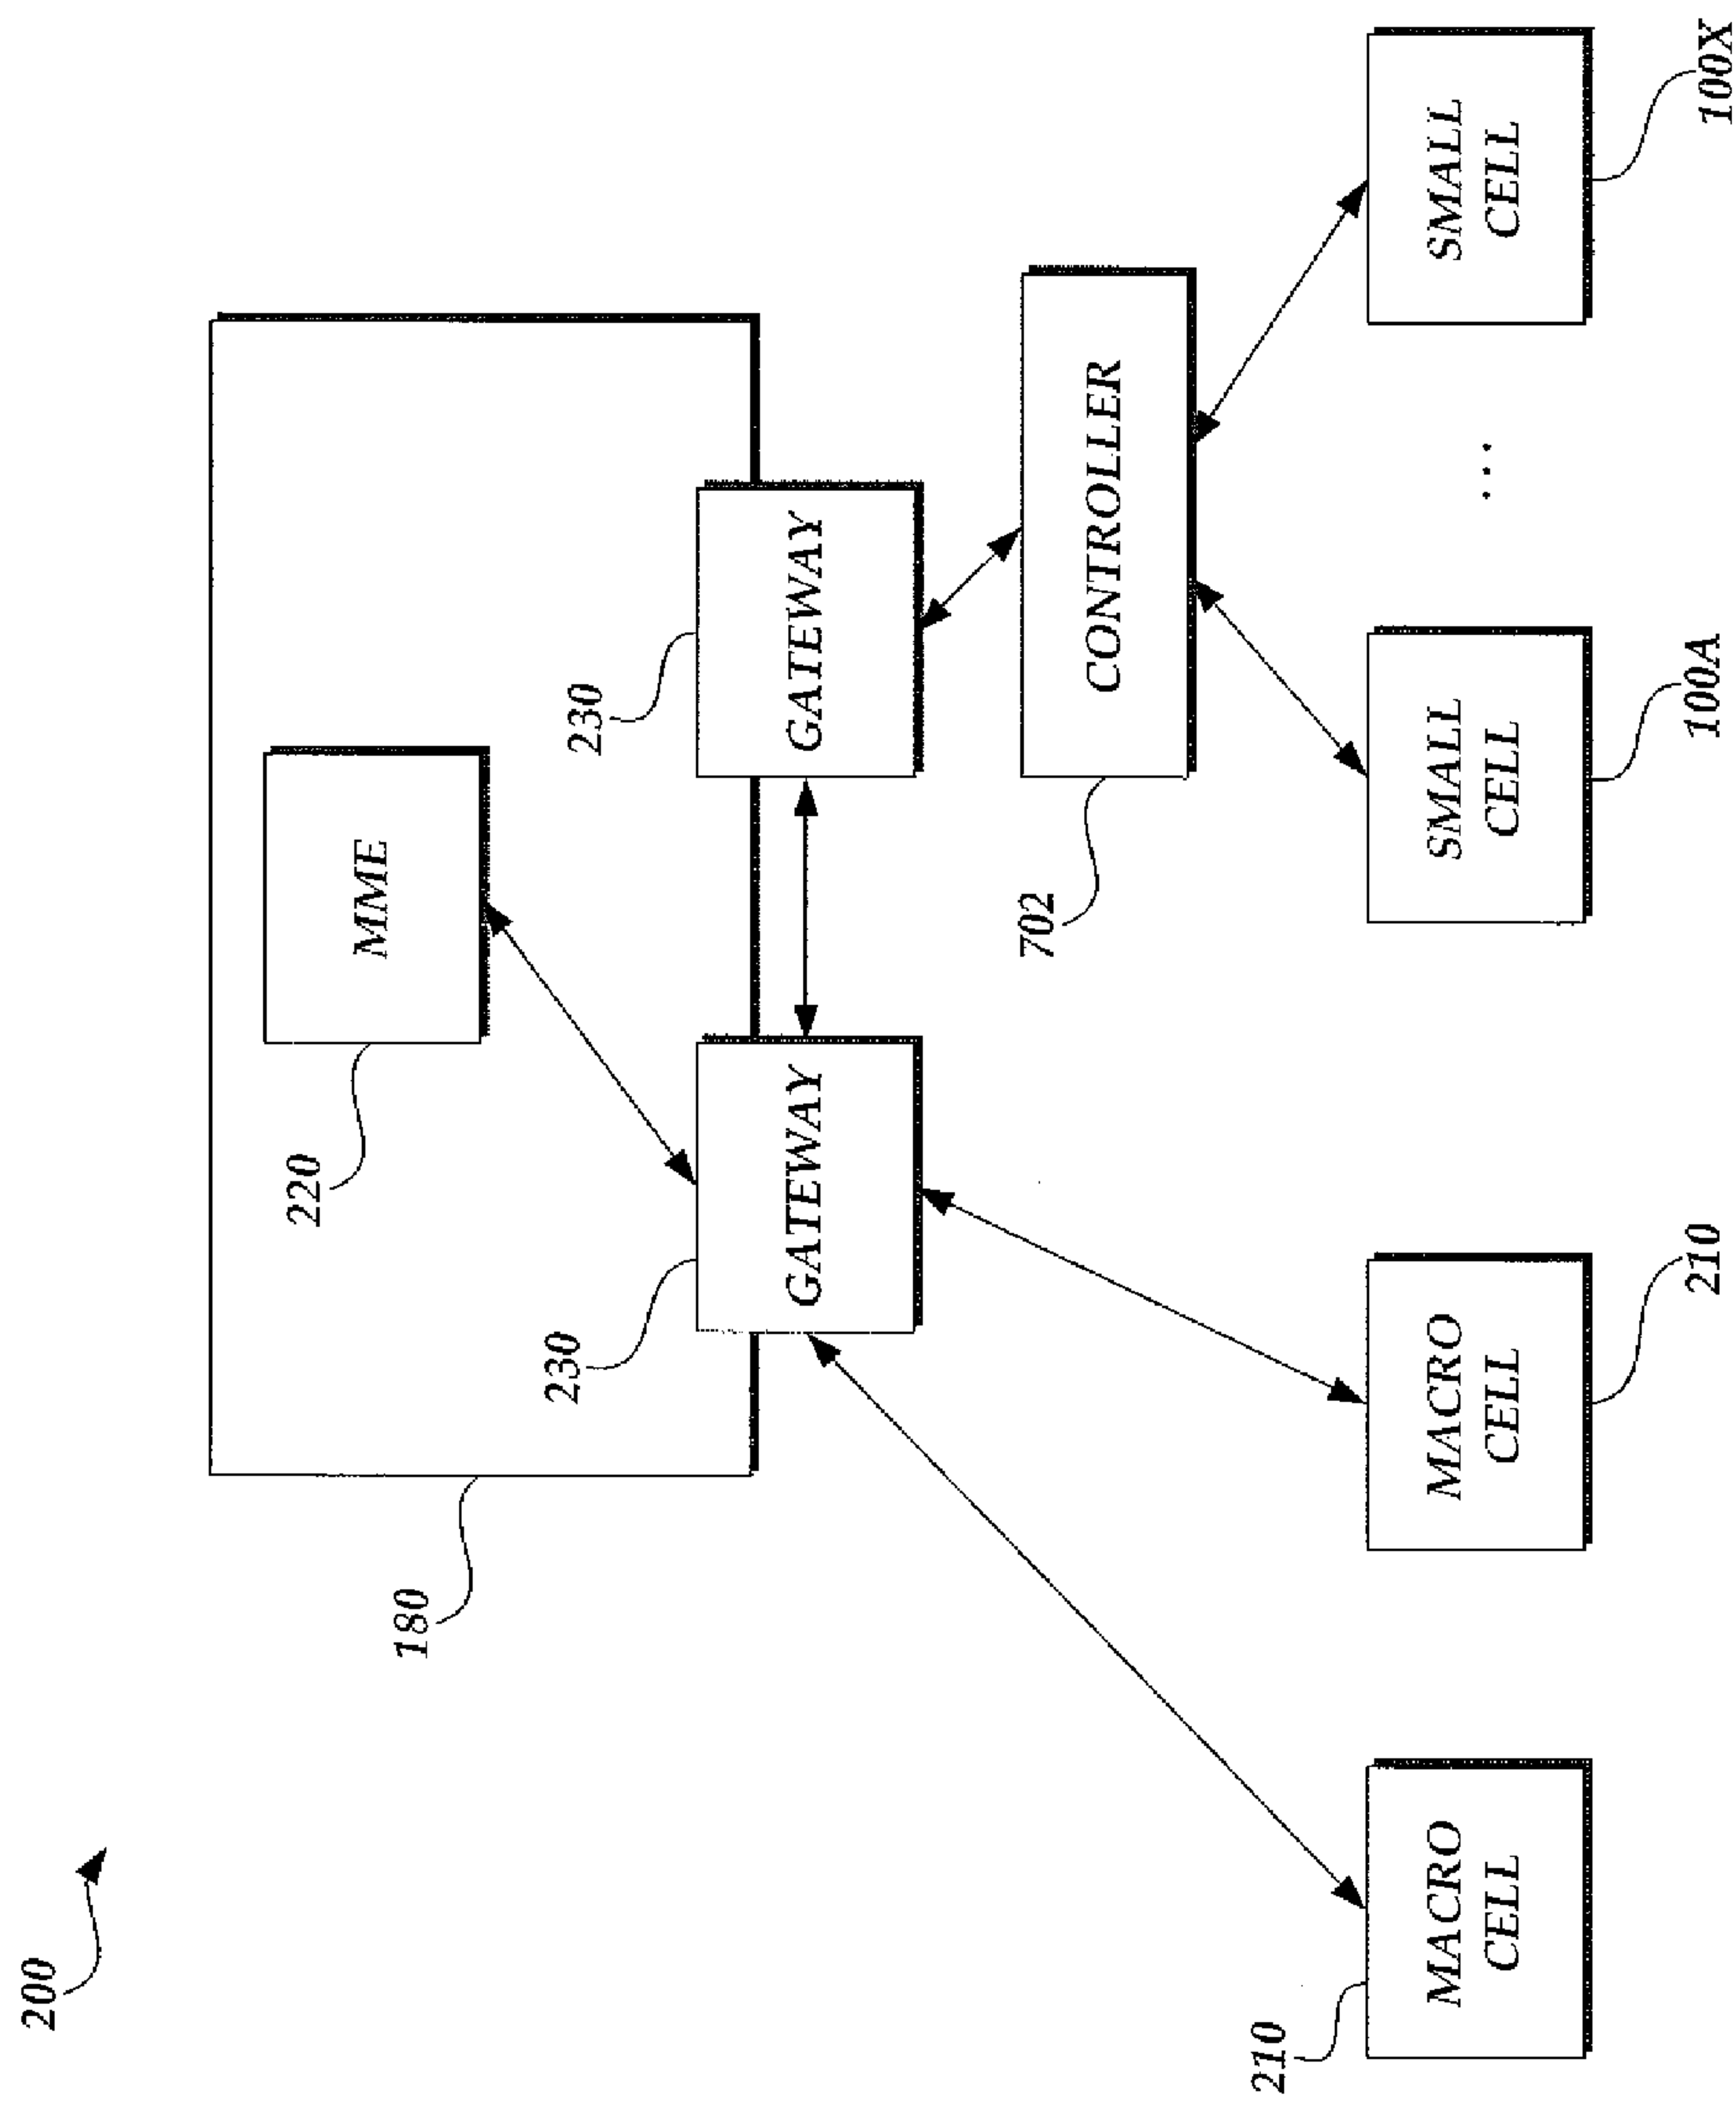 200
180
220
MME
230
GATEWAY
230
GATEWAY
702
CONTROLLER
210
MACRO
CELL
MACRO
CELL
210
SMALL
CELL
100A
...
SMALL
CELL
100X